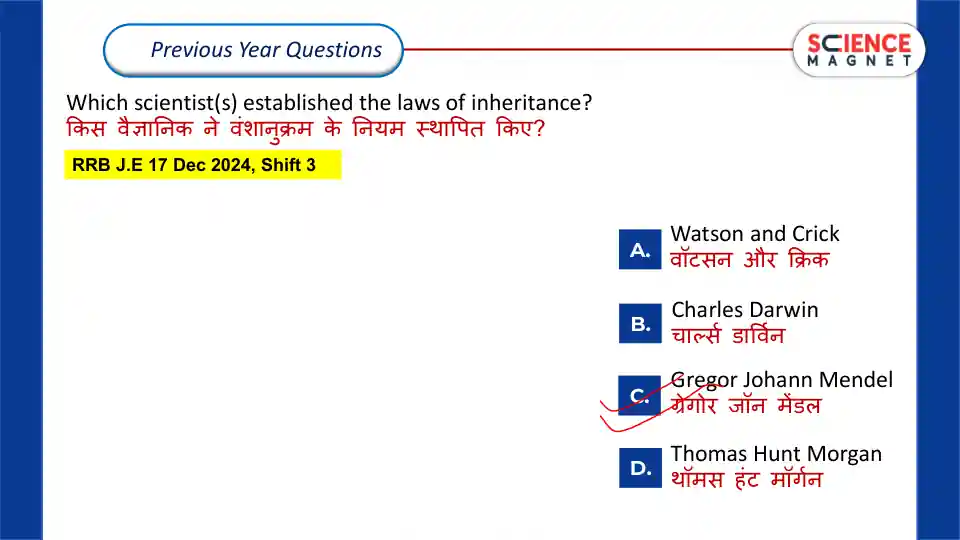 Previous Year Questions
SCIENCE
MAGNET
Which scientist(s) established the laws of inheritance?
किस वैज्ञानिक ने वंशानुक्रम के नियम स्थापित किए?
RRB J.E 17 Dec 2024, Shift 3
A. Watson and Crick
वॉटसन और क्रिक
B. Charles Darwin
चार्ल्स डार्विन
C. Gregor Johann Mendel
ग्रेगोर जॉन मेंडल
D. Thomas Hunt Morgan
थॉमस हंट मॉर्गन